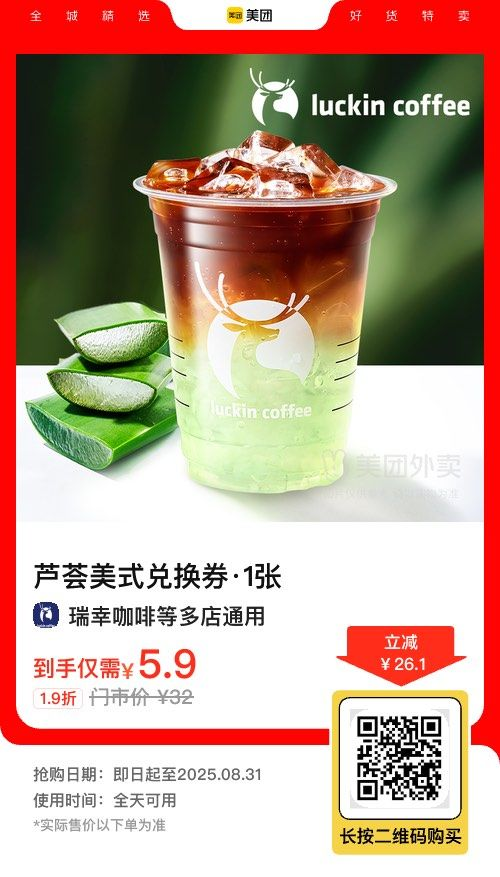 全城精选
美团
美团
好货特卖
luckin coffee
luckin coffee
美团外卖
芦荟美式兑换券·1张
瑞幸咖啡等多店通用
到手仅需¥5.9
1.9折 门市价 ¥32
立减
¥26.1
抢购日期：即日起至2025.08.31
使用时间：全天可用
*实际售价以下单为准
长按二维码购买